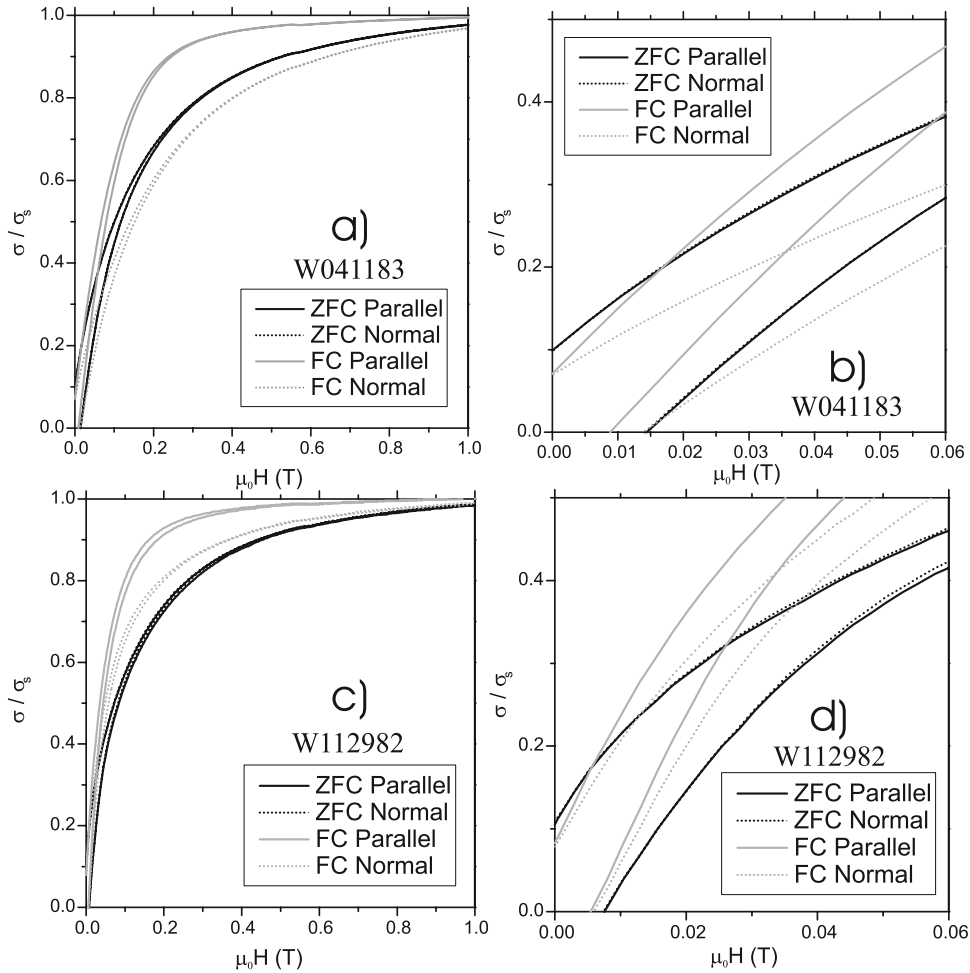 1.0
0.8
0.6
0.4
0.2
0.0
σ / σs
a)
W041183
ZFC Parallel
ZFC Normal
FC Parallel
FC Normal
0.0 0.2 0.4 0.6 0.8 1.0
μ0H (T)
ZFC Parallel
ZFC Normal
FC Parallel
FC Normal
0.4
0.2
0.0
σ / σs
b)
W041183
0.00 0.01 0.02 0.03 0.04 0.05 0.06
μ0H (T)
1.0
0.8
0.6
0.4
0.2
0.0
σ / σs
c)
W112982
ZFC Parallel
ZFC Normal
FC Parallel
FC Normal
0.0 0.2 0.4 0.6 0.8 1.0
μ0H (T)
0.4
0.2
0.0
σ / σs
d)
W112982
ZFC Parallel
ZFC Normal
FC Parallel
FC Normal
0.00 0.02 0.04 0.06
μ0H (T)